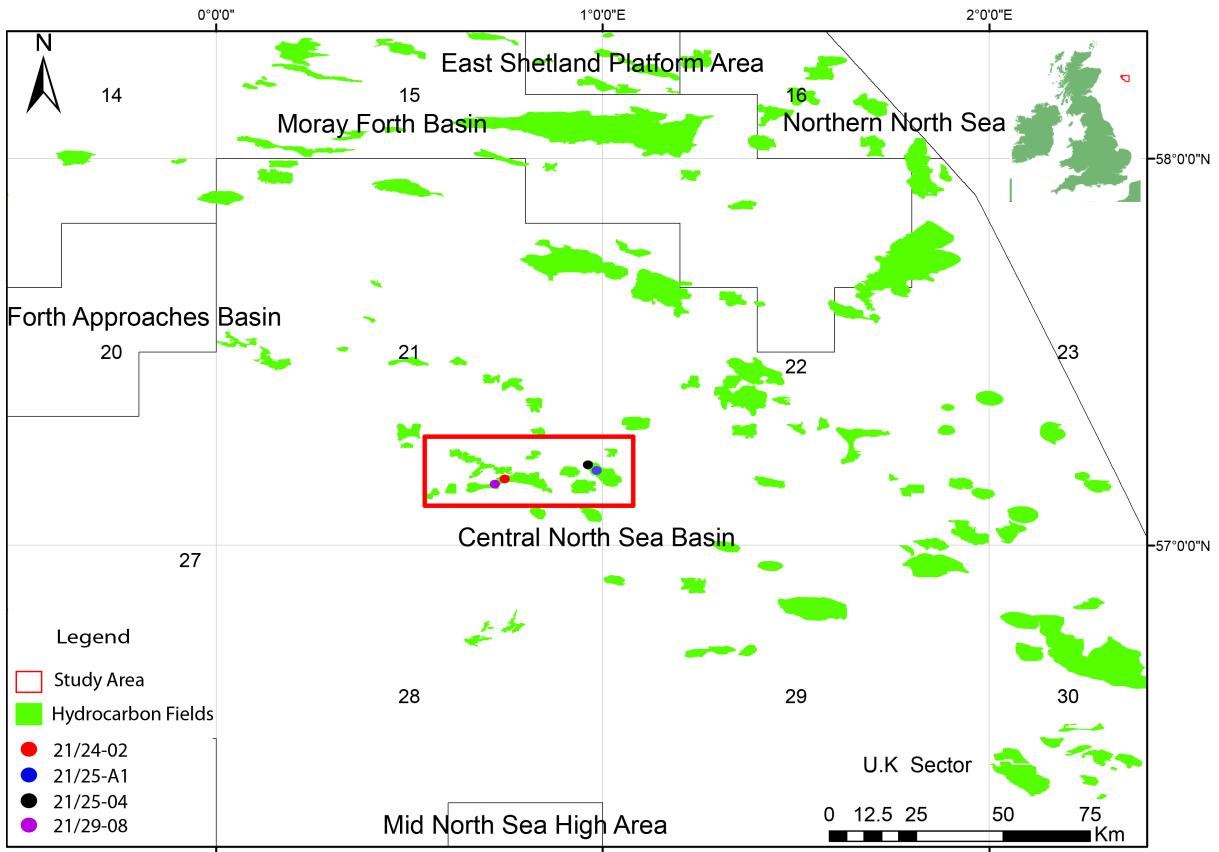 0°0'0" 1°0'0"E 2°0'0"E
N
East Shetland Platform Area
14 15 16
Moray Forth Basin Northern North Sea
58°0'0"N
Forth Approaches Basin
20 21 22 23
Central North Sea Basin
57°0'0"N
27
28 29 30
Legend
Study Area
Hydrocarbon Fields
21/24-02
21/25-A1
21/25-04
21/29-08
U.K Sector
Mid North Sea High Area
0 12.5 25 50 75
Km